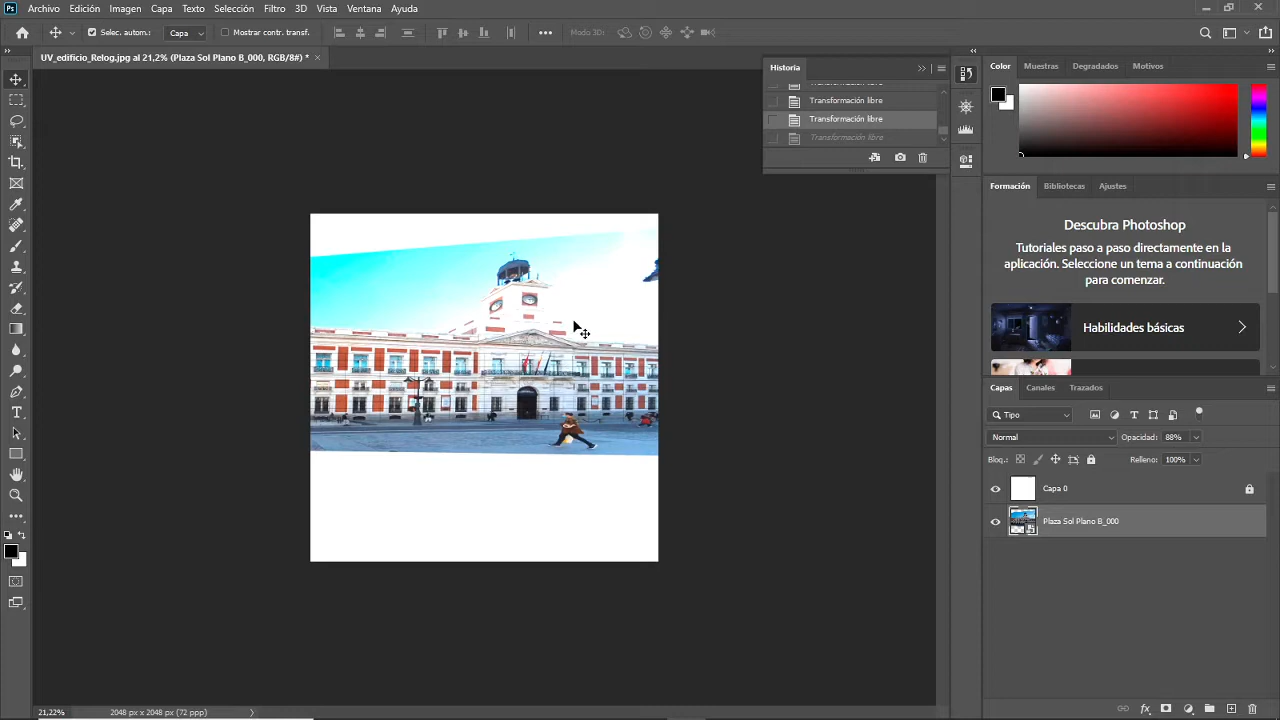 Ps Archivo Edición Imagen Capa Texto Selección Filtro 3D Vista Ventana Ayuda
Selec. autom.: Capa Mostrar contr. transf. Modo 3D:
UV_edificio_Relog.jpg al 21,2% (Plaza Sol Plano B_000, RGB/8#) *
Historia
Transformación libre
Transformación libre
Transformación libre
Color Muestras Degradados Motivos
Formación Bibliotecas Ajustes
Descubra Photoshop
Tutoriales paso a paso directamente en la
aplicación. Seleccione un tema a continuación
para comenzar.
Habilidades básicas
Capas Canales Trazados
Tipo
Normal Opacidad: 88%
Bloq.: Relleno: 100%
Capa 0
Plaza Sol Plano B_000
21,22% 2048 px x 2048 px (72 ppp)